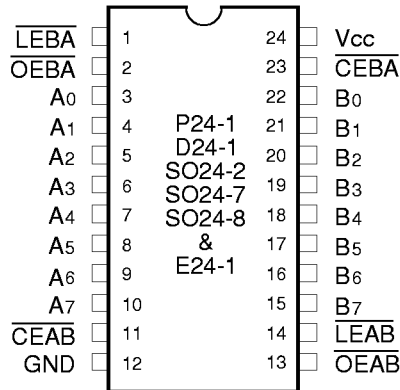 LEBA 1 24 Vcc
OEBA 2 23 CEBA
A0 3 22 B0
A1 4 P24-1 21 B1
A2 5 D24-1 20 B2
A3 6 SO24-2 19 B3
A4 7 SO24-7 18 B4
A5 8 SO24-8 17 B5
A6 9 & 16 B6
A7 10 E24-1 15 B7
CEAB 11 14 LEAB
GND 12 13 OEAB